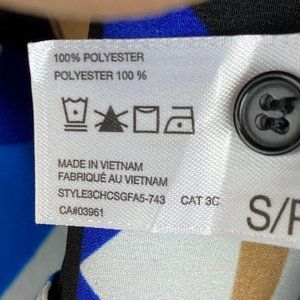 100% POLYESTER
POLYESTER 100 %
MADE IN VIETNAM
FABRIQUÉ AU VIETNAM
STYLE3CHCSGFA5-743 CAT 3C
CA#03961
S/P